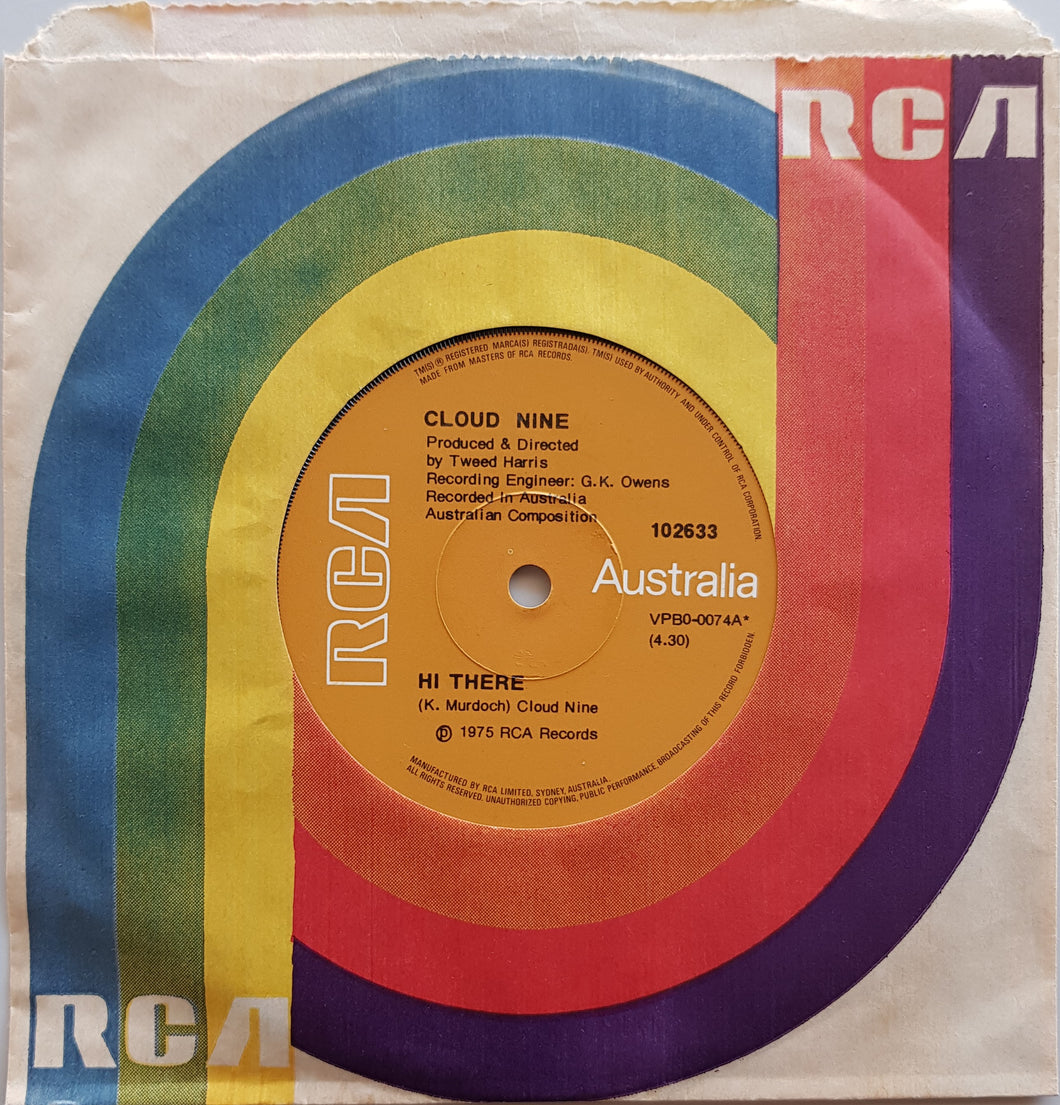 RCA
TM(S) ® REGISTERED MARCA(S) REGISTRADA(S). TM(S) USED BY AUTHORITY AND UNDER CONTROL OF RCA CORPORATION.
MADE FROM MASTERS OF RCA RECORDS.
CLOUD NINE
Produced & Directed
by Tweed Harris
Recording Engineer: G.K. Owens
Recorded in Australia
Australian Composition
102633
RCA
Australia
VPB0-0074A*
(4.30)
HI THERE
(K. Murdoch) Cloud Nine
℗ 1975 RCA Records
MANUFACTURED BY RCA LIMITED, SYDNEY, AUSTRALIA.
ALL RIGHTS RESERVED. UNAUTHORIZED COPYING, PUBLIC PERFORMANCE, BROADCASTING OF THIS RECORD FORBIDDEN.
RCA